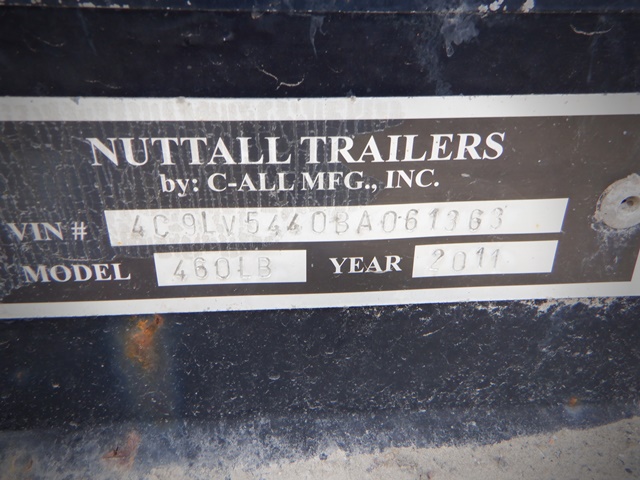 NUTTALL TRAILERS
by: C-ALL MFG., INC.
VIN # 4C9LV5440BA061363
MODEL 460LB YEAR 2011